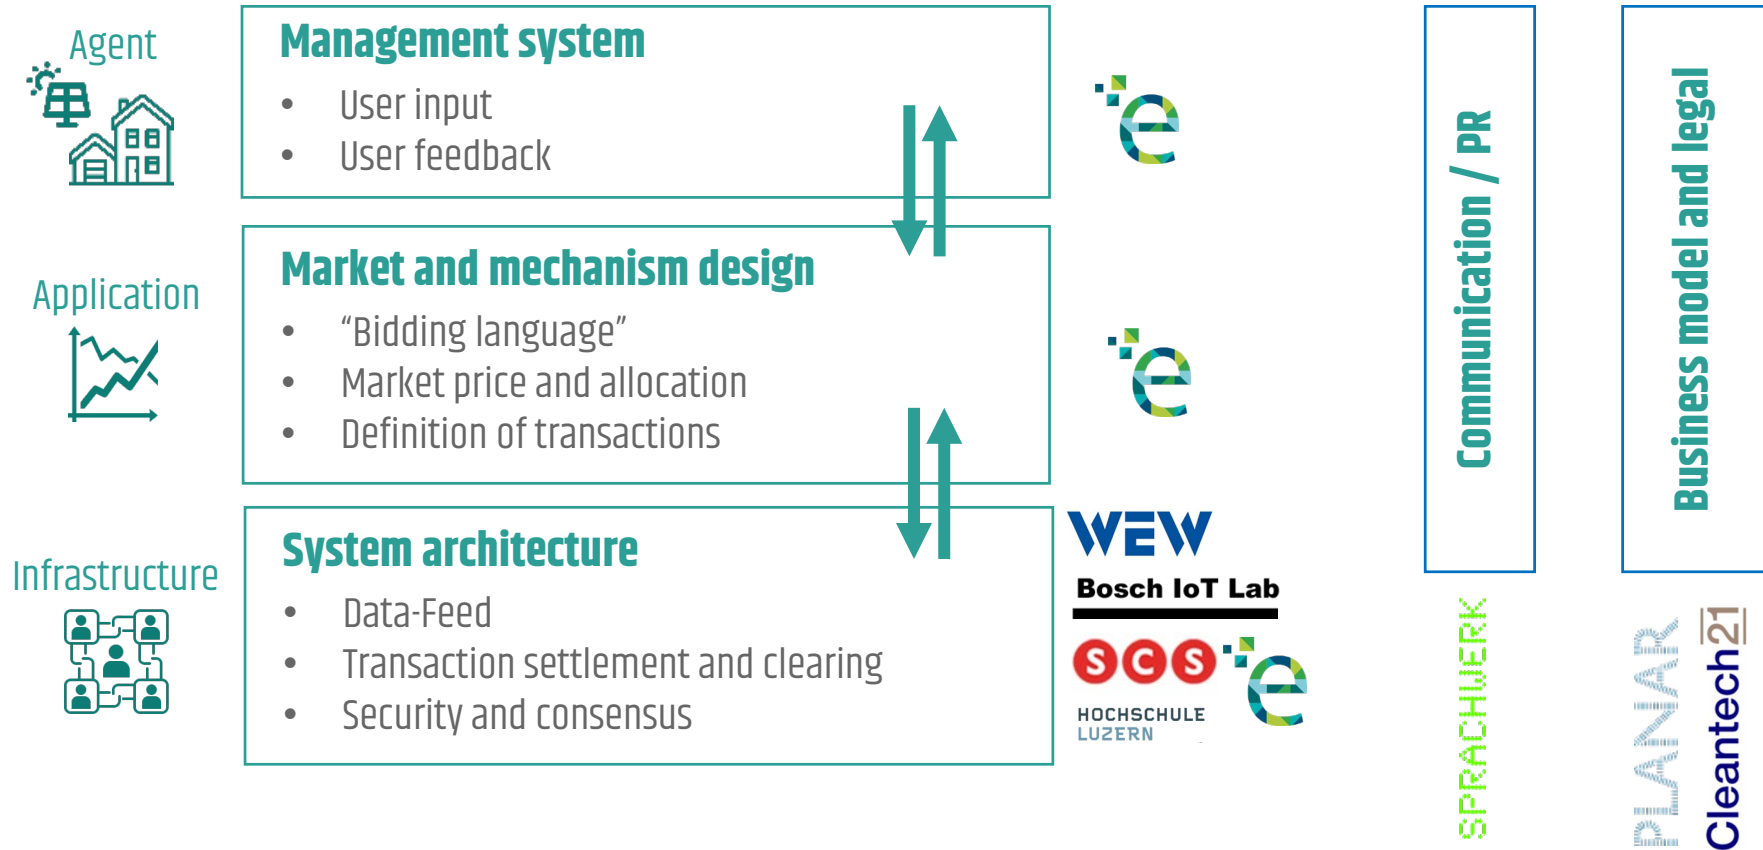 Agent
Management system
• User input
• User feedback
e
Application
Market and mechanism design
• “Bidding language”
• Market price and allocation
• Definition of transactions
e
Infrastructure
System architecture
• Data-Feed
• Transaction settlement and clearing
• Security and consensus
WEW
Bosch IoT Lab
SCS
e
HOCHSCHULE
LUZERN
Communication / PR
SPRACHWERK
Business model and legal
PLANAR
Cleantech21